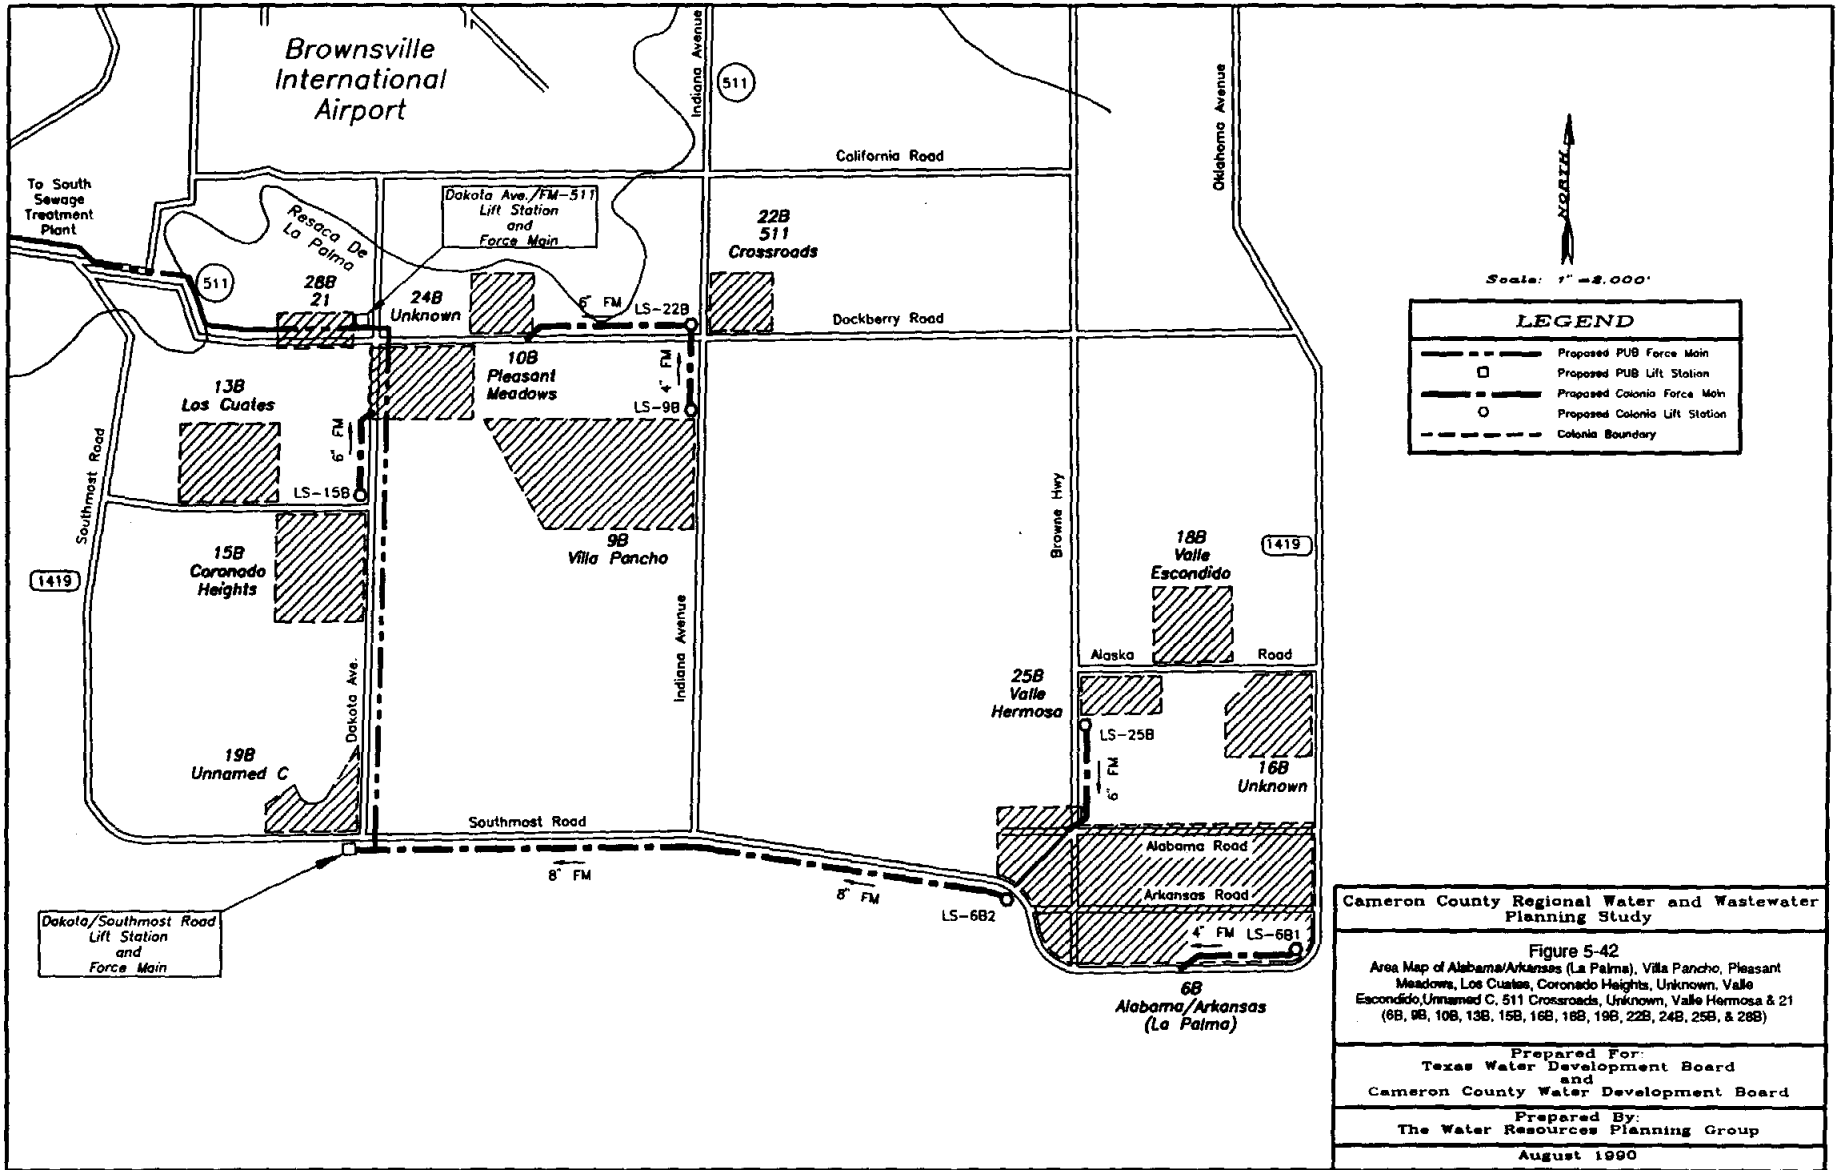 Brownsville
International
Airport
Indiana Avenue
511
Oklahoma Avenue
California Road
To South
Sewage
Treatment
Plant
Resaca De
La Palma
Dakota Ave./FM-511
Lift Station
and
Force Main
22B
511
Crossroads
NORTH
Scale: 1" =2,000'
511
28B
21
24B
Unknown
6" FM
LS-22B
Dockberry Road
LEGEND
Proposed PUB Force Main
Proposed PUB Lift Station
Proposed Colonia Force Main
Proposed Colonia Lift Station
Colonia Boundary
10B
Pleasant
Meadows
4" FM
LS-9B
13B
Los Cuates
6" FM
LS-15B
Southmost Road
9B
Villa Pancho
Browne Hwy
1419
18B
Valle
Escondido
15B
Coronado
Heights
1419
Indiana Avenue
Dakota Ave.
Alaska Road
25B
Valle
Hermosa
LS-25B
6" FM
16B
Unknown
19B
Unnamed C
Southmost Road
8" FM
8" FM
Alabama Road
Arkansas Road
LS-6B2
4" FM
LS-6B1
6B
Alabama/Arkansas
(La Palma)
Dakota/Southmost Road
Lift Station
and
Force Main
Cameron County Regional Water and Wastewater
Planning Study
Figure 5-42
Area Map of Alabama/Arkansas (La Palma), Villa Pancho, Pleasant
Meadows, Los Cuates, Coronado Heights, Unknown, Valle
Escondido,Unnamed C, 511 Crossroads, Unknown, Valle Hermosa & 21
(6B, 9B, 10B, 13B, 15B, 16B, 18B, 19B, 22B, 24B, 25B, & 28B)
Prepared For:
Texas Water Development Board
and
Cameron County Water Development Board
Prepared By:
The Water Resources Planning Group
August 1990